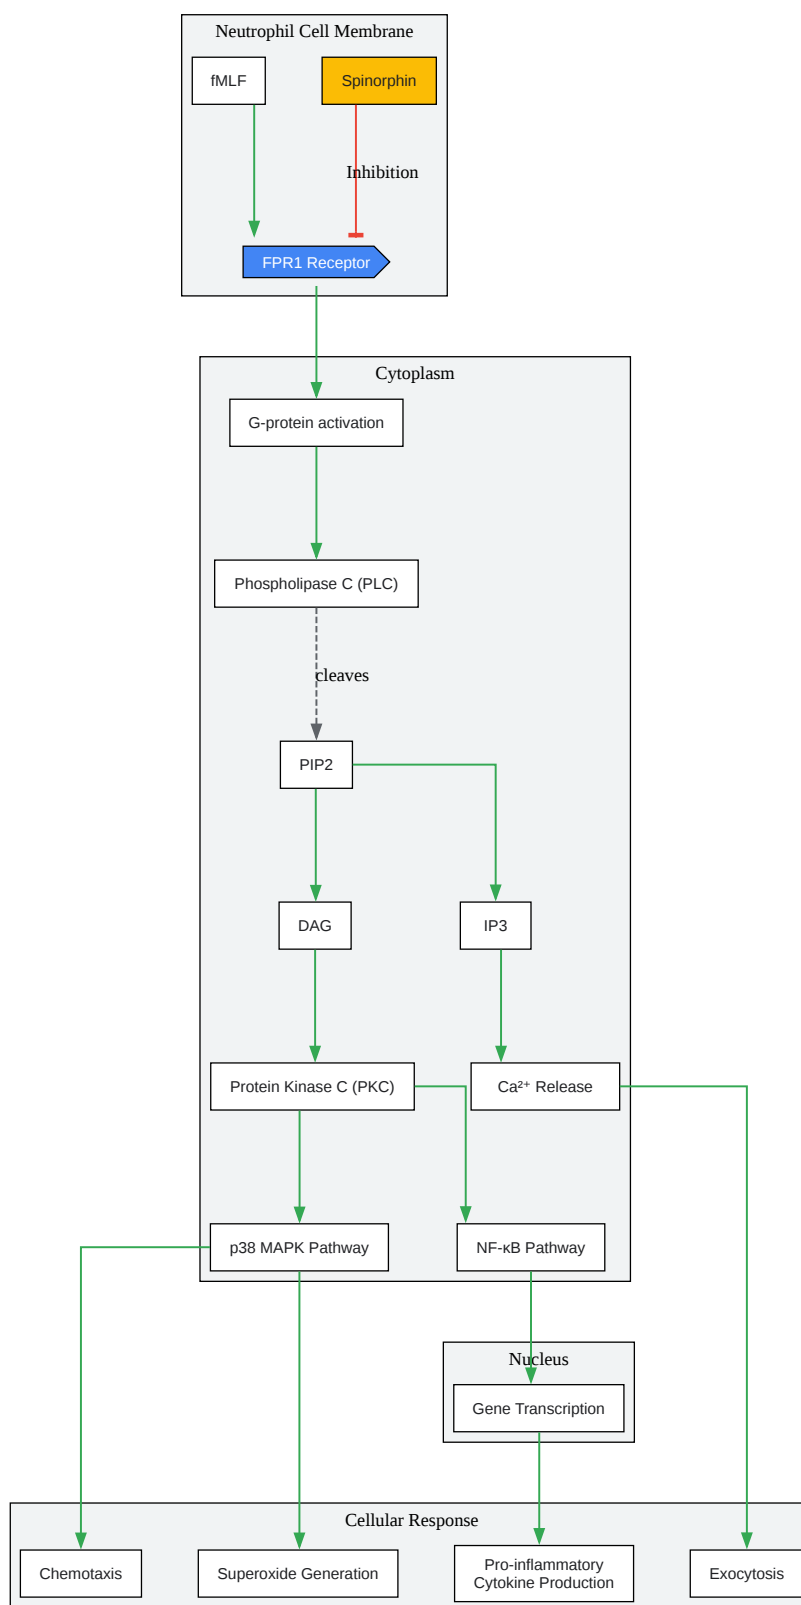 Neutrophil Cell Membrane
fMLF
Spinorphin
Inhibition
FPR1 Receptor
Cytoplasm
G-protein activation
Phospholipase C (PLC)
cleaves
PIP2
DAG
IP3
Protein Kinase C (PKC)
Ca²⁺ Release
p38 MAPK Pathway
NF-κB Pathway
Nucleus
Gene Transcription
Cellular Response
Chemotaxis
Superoxide Generation
Pro-inflammatory
Cytokine Production
Exocytosis